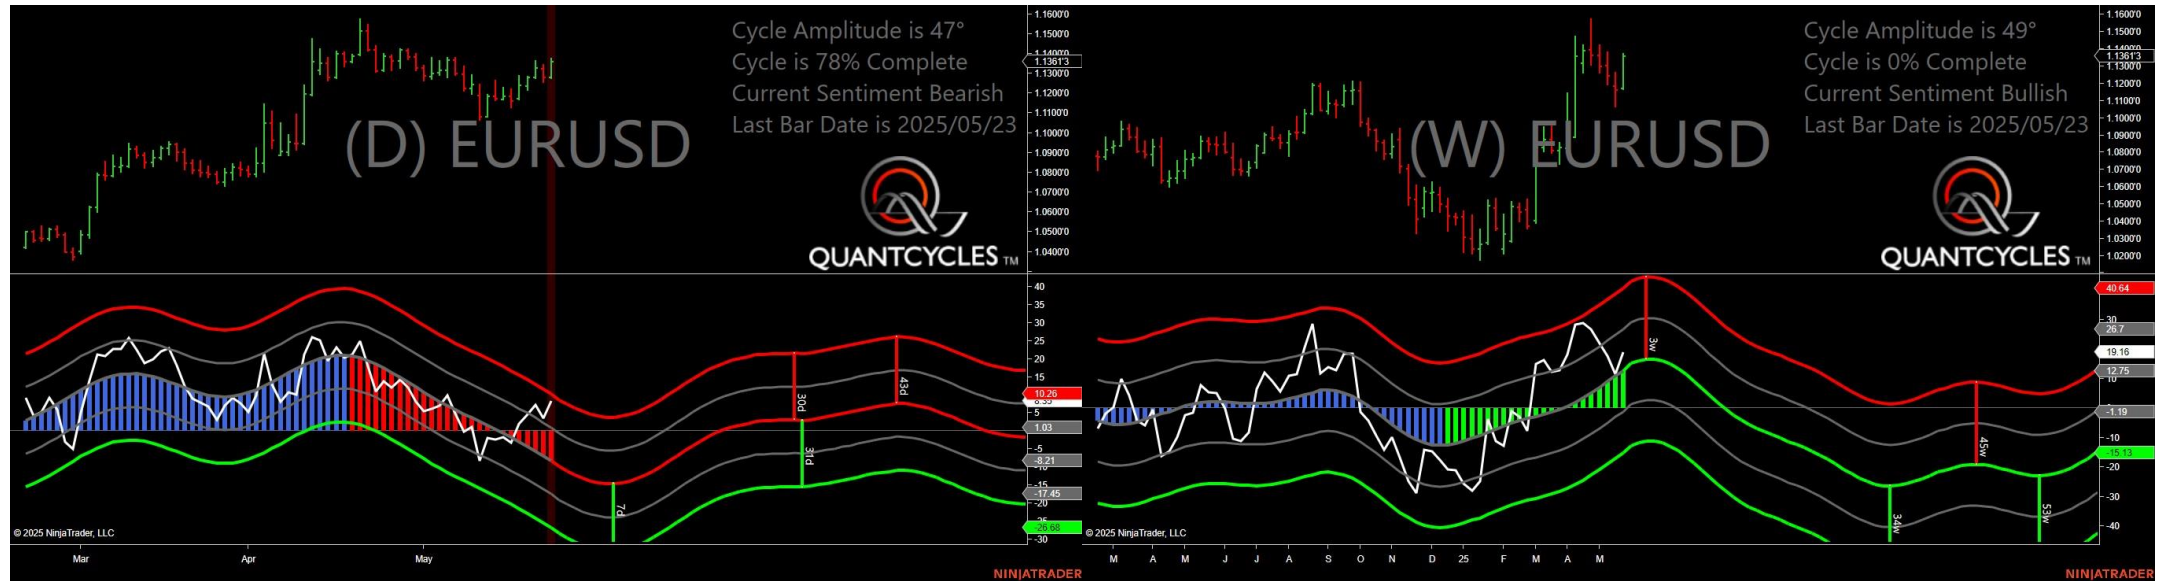 Cycle Amplitude is 47°
Cycle is 78% Complete
Current Sentiment Bearish
Last Bar Date is 2025/05/23
(D) EURUSD
QUANTCYCLES TM
1.1600'0
1.1500'0
1.1400'0
1.1361'3
1.1300'0
1.1200'0
1.1100'0
1.1000'0
1.0900'0
1.0800'0
1.0700'0
1.0600'0
1.0500'0
1.0400'0
40
35
30
25
20
15
10.26
5
1.03
-5
-8.21
-15
-17.45
-20
-26.68
-30
30d
31d
43d
7d
© 2025 NinjaTrader, LLC
Mar Apr May
NINJATRADER
Cycle Amplitude is 49°
Cycle is 0% Complete
Current Sentiment Bullish
Last Bar Date is 2025/05/23
(W) EURUSD
QUANTCYCLES TM
1.1600'0
1.1500'0
1.1361'3
1.1300'0
1.1200'0
1.1100'0
1.1000'0
1.0900'0
1.0800'0
1.0700'0
1.0600'0
1.0500'0
1.0400'0
1.0300'0
1.0200'0
40.64
30
26.7
19.16
12.75
10
-1.19
-10
-15.13
-20
-30
-40
3w
45w
34w
53w
© 2025 NinjaTrader, LLC
M A M J J A S O N D 25 F M A M
NINJATRADER